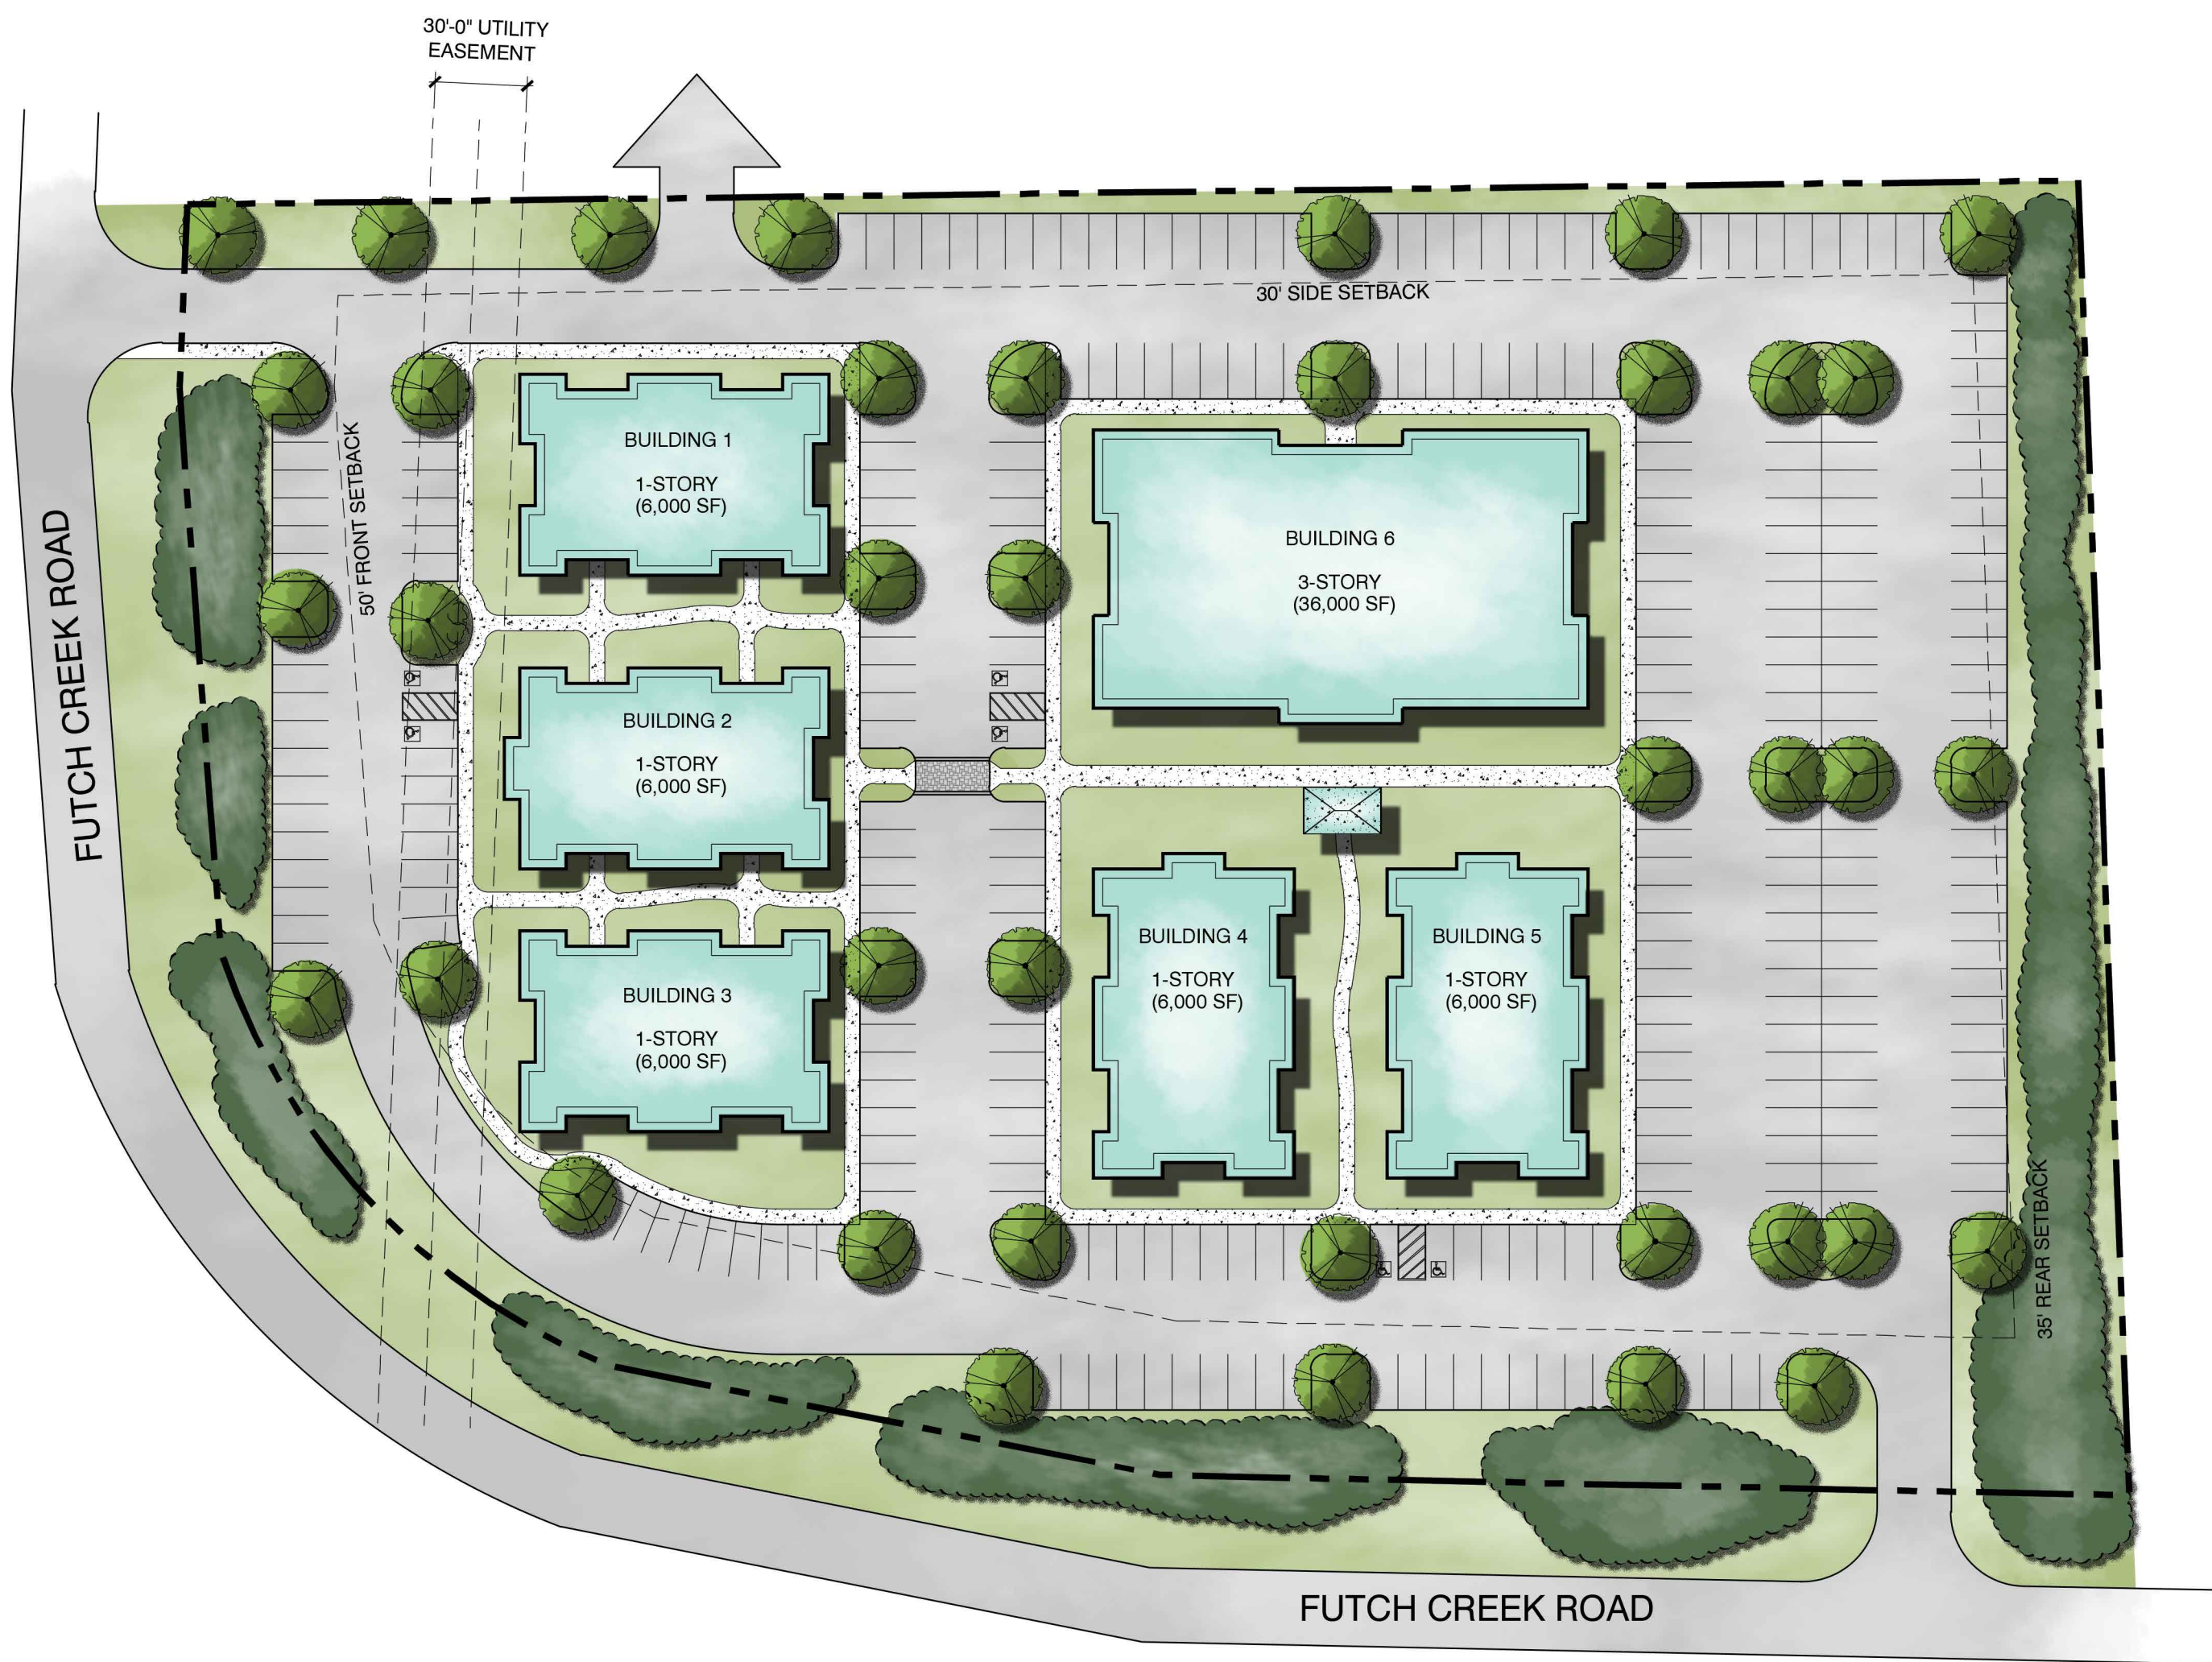 30'-0" UTILITY
EASEMENT
30' SIDE SETBACK
50' FRONT SETBACK
FUTCH CREEK ROAD
BUILDING 1
1-STORY
(6,000 SF)
BUILDING 6
3-STORY
(36,000 SF)
BUILDING 2
1-STORY
(6,000 SF)
BUILDING 3
1-STORY
(6,000 SF)
BUILDING 4
1-STORY
(6,000 SF)
BUILDING 5
1-STORY
(6,000 SF)
35' REAR SETBACK
FUTCH CREEK ROAD